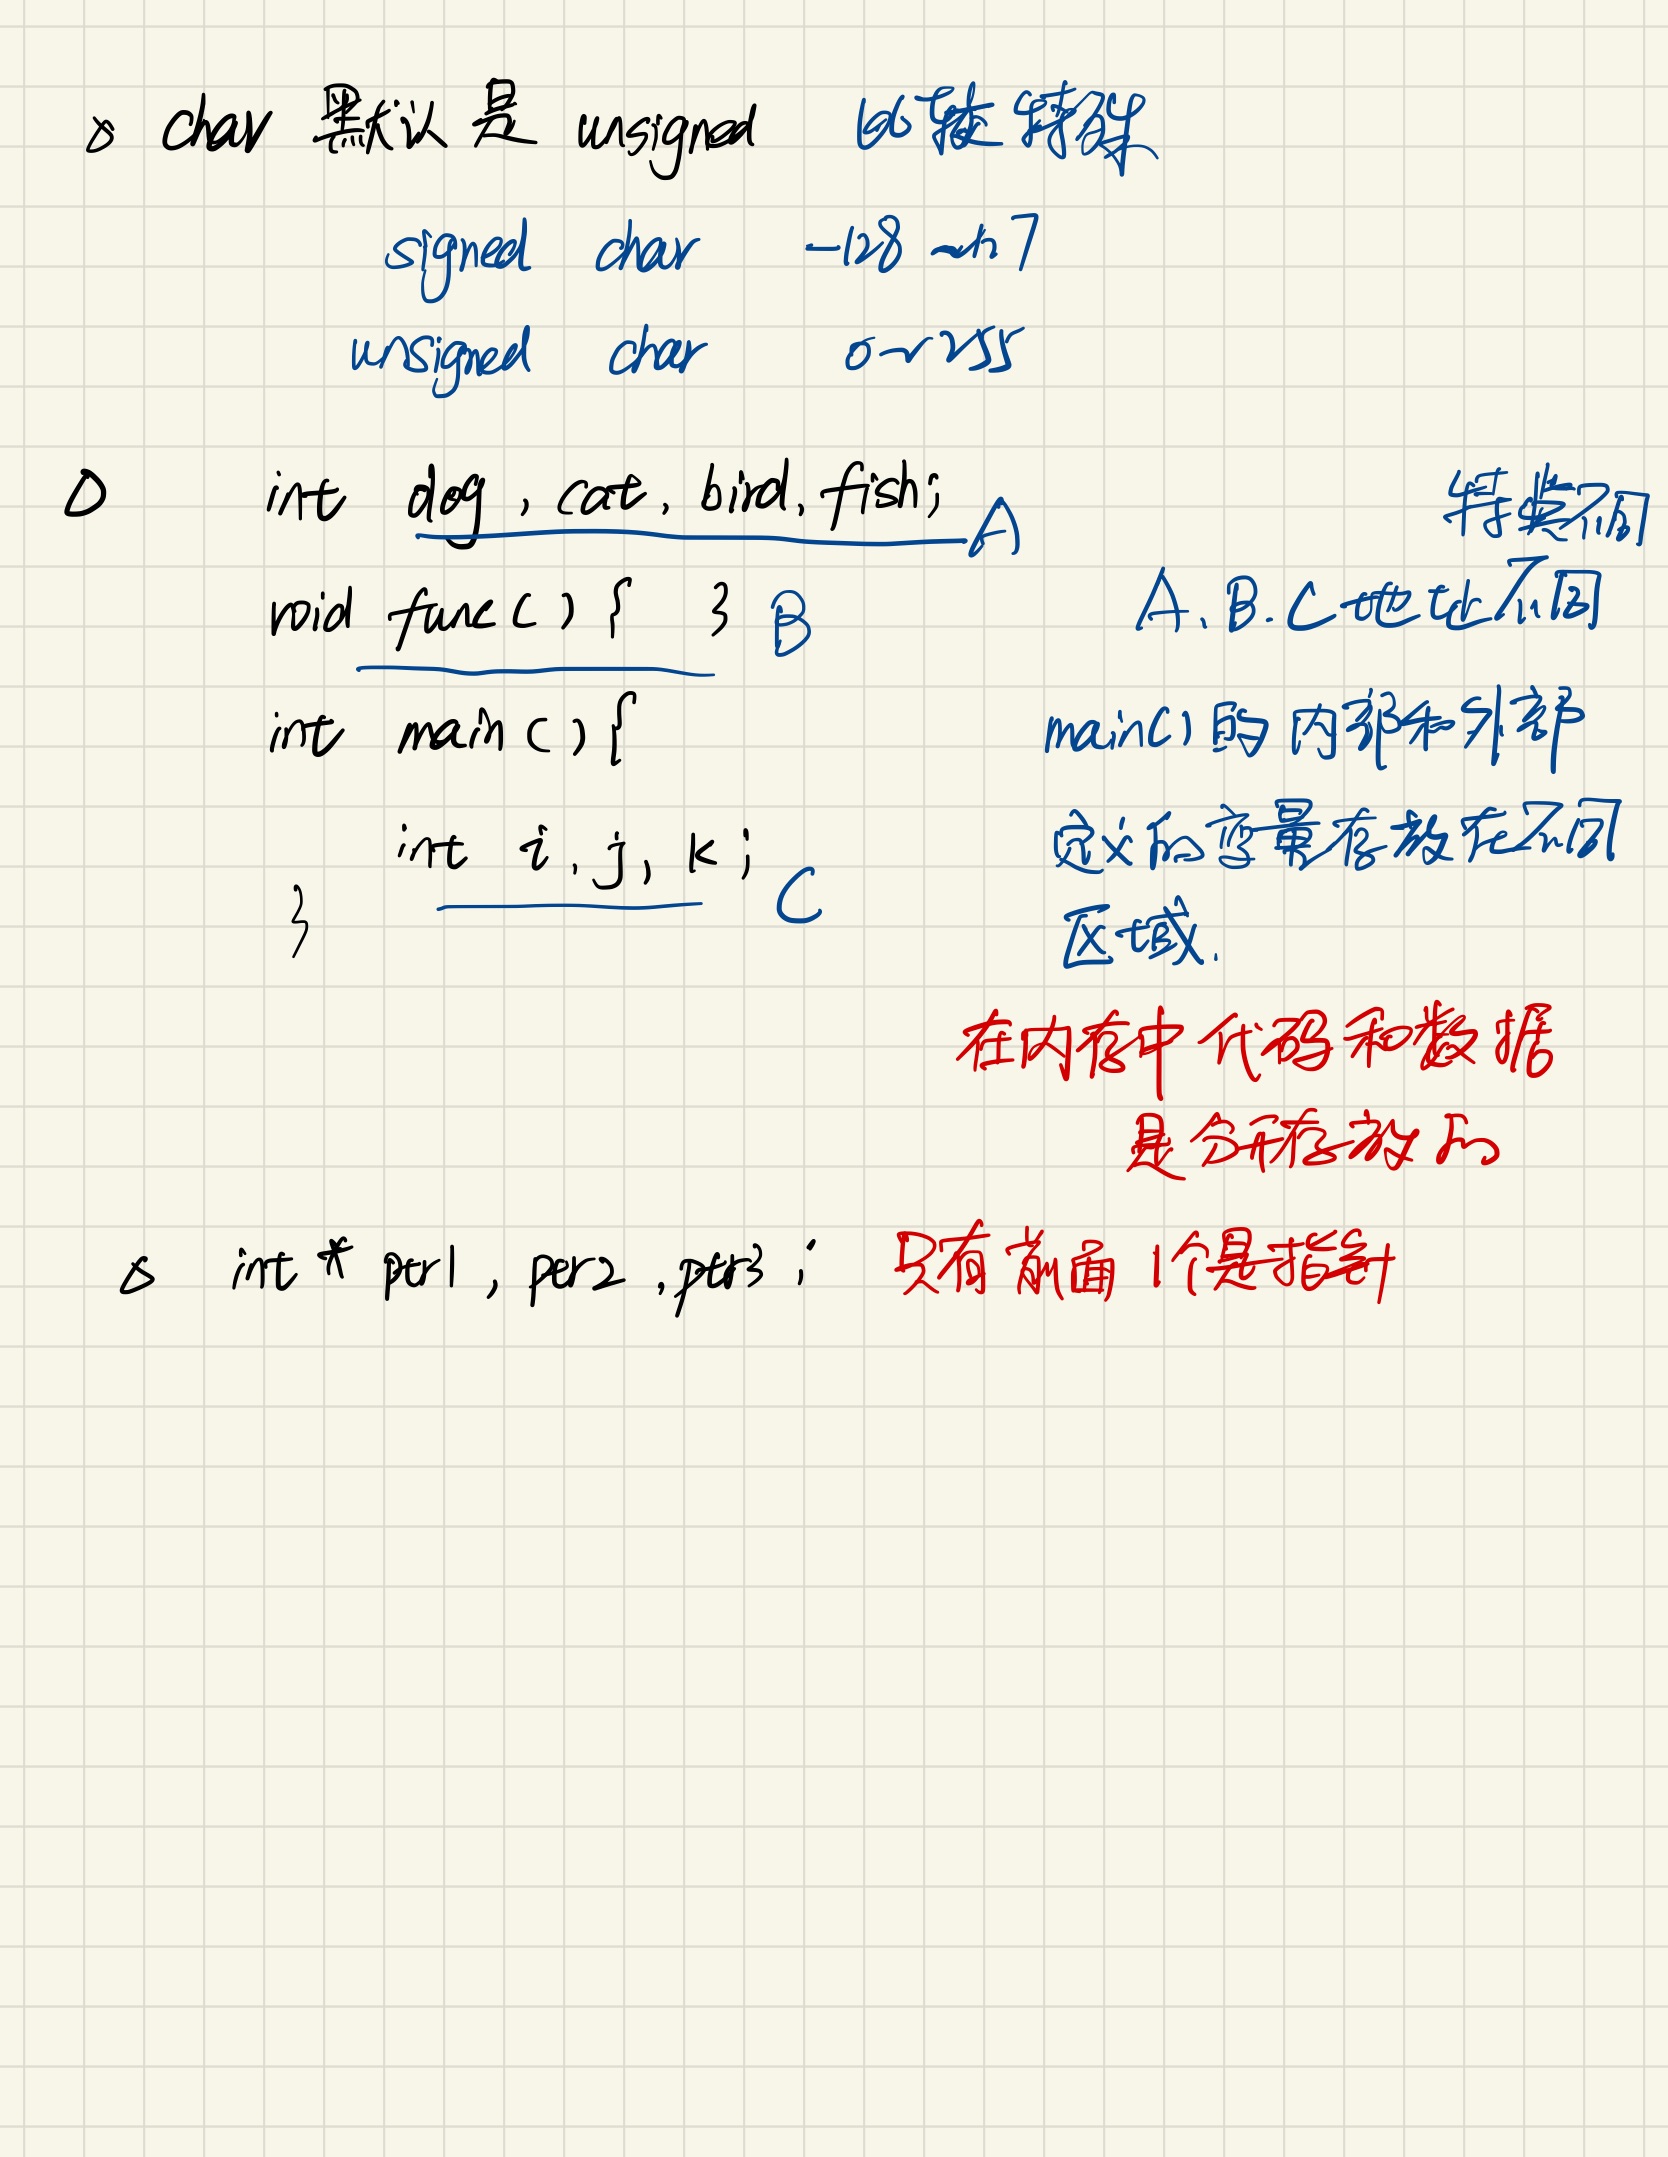 △ char 默认是 unsigned 比较特殊
signed char -128~127
unsigned char 0~255
△ int dog, cat, bird, fish; A
不同
void func() { } B A、B、C地址不同
int main(){ main()的内部和外部
int i, j, k; C 定义的变量存放在不同
} 区域.
在内存中代码和数据
是分开存放的
△ int * ptr1, ptr2, ptr3; 只有前面1个是指针